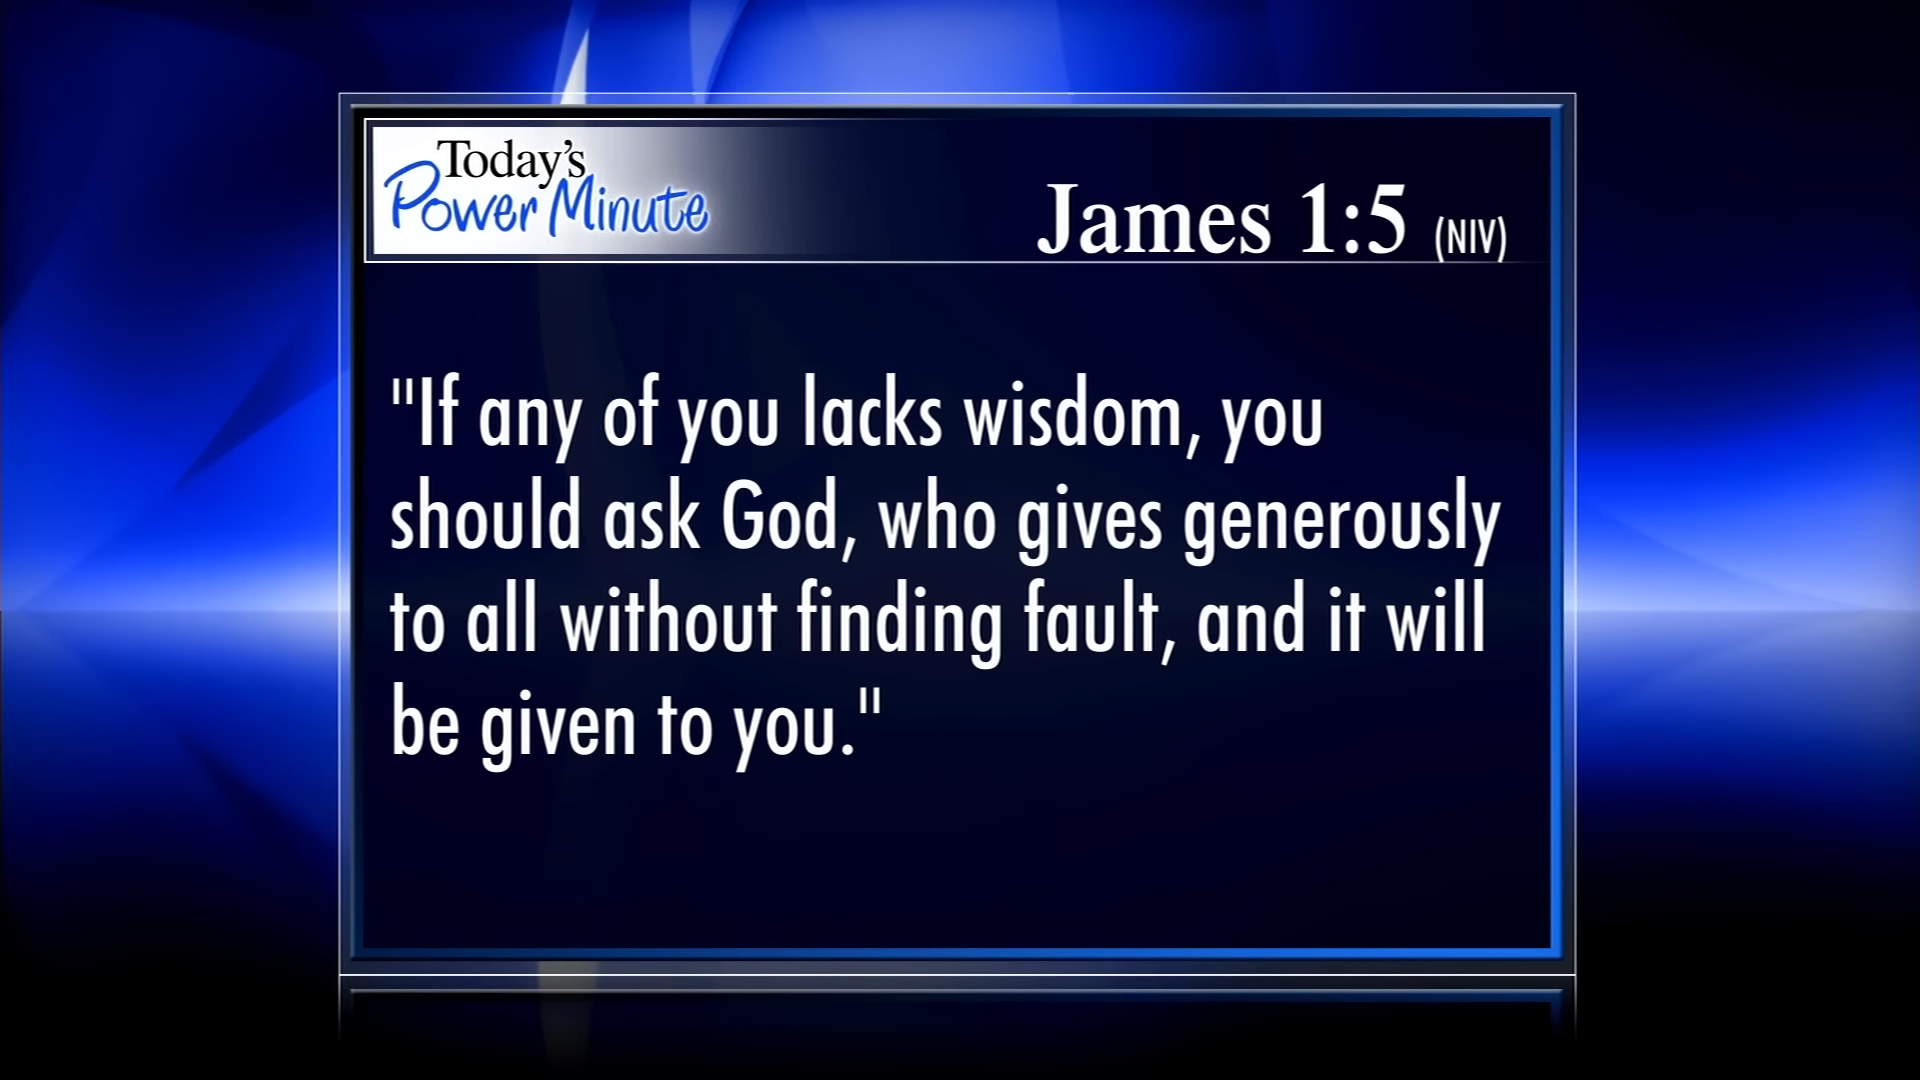 Today's
Power Minute
James 1:5 (NIV)
"If any of you lacks wisdom, you
should ask God, who gives generously
to all without finding fault, and it will
be given to you."